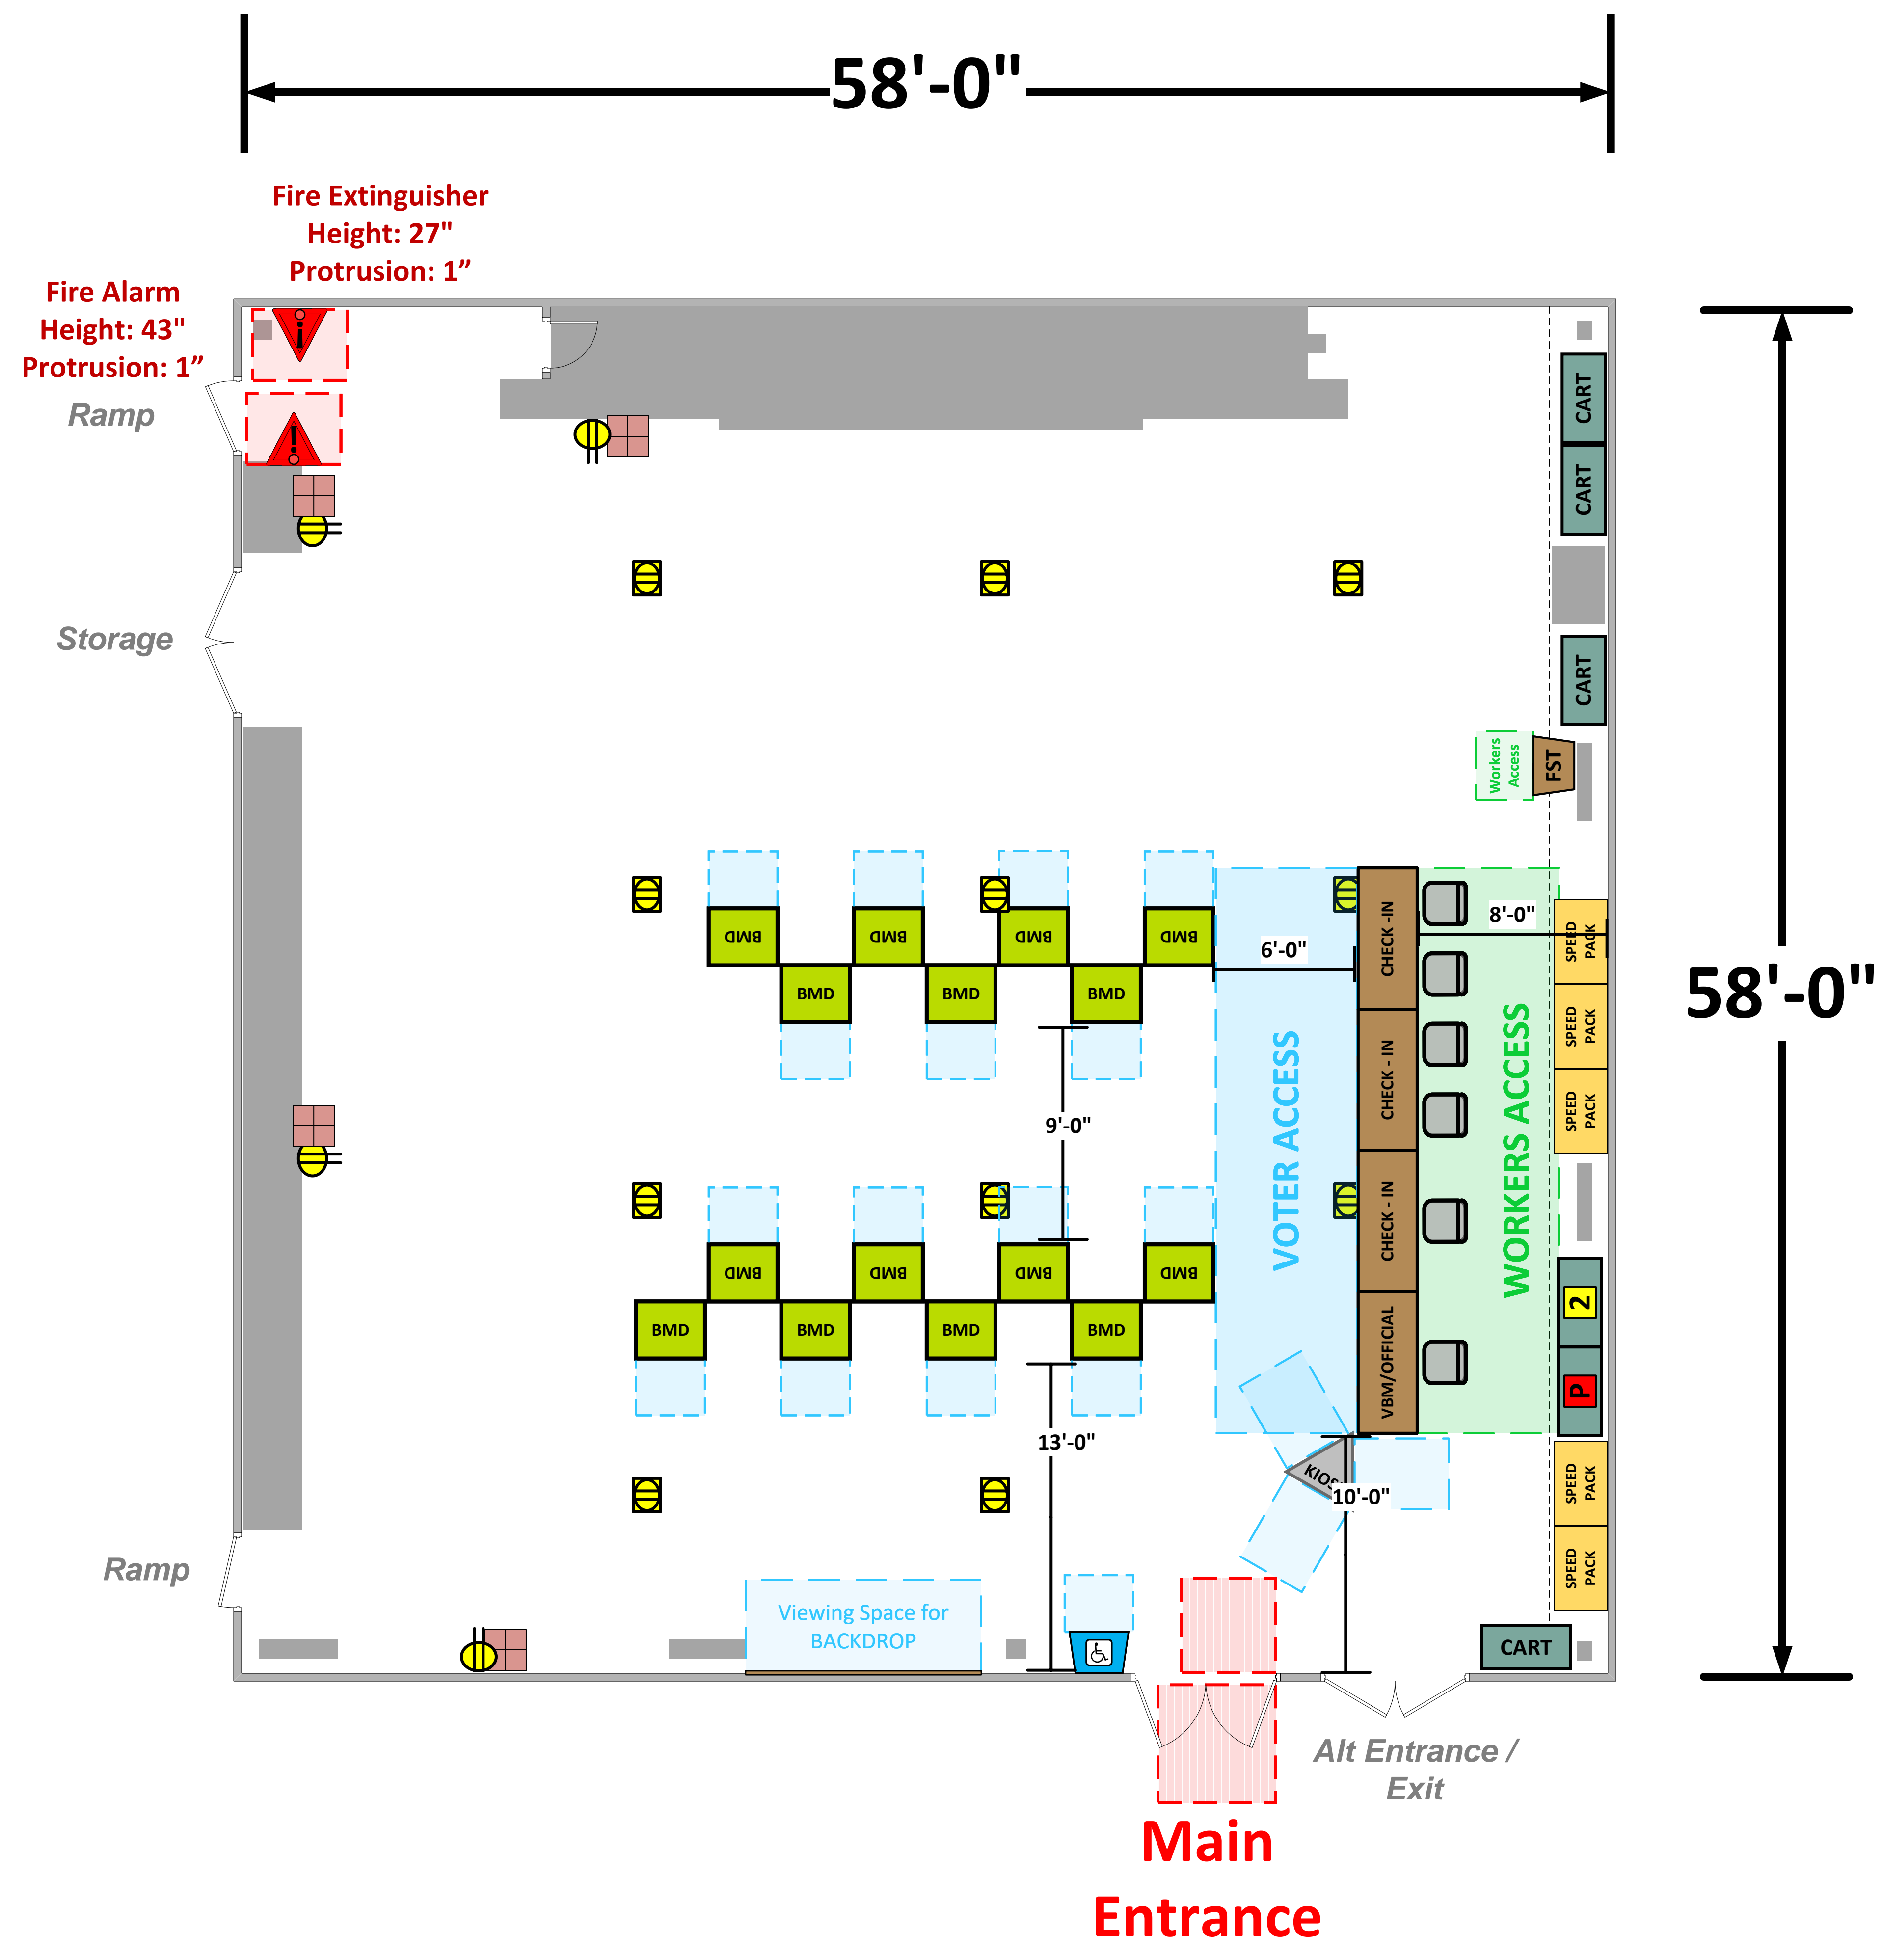 58'-0"
Fire Extinguisher
Height: 27"
Protrusion: 1”
Fire Alarm
Height: 43"
Protrusion: 1”
Ramp
!
!
CART
CART
Storage
CART
Workers
Access
FST
BMD
BMD
BMD
BMD
BMD
BMD
BMD
6'-0"
CHECK -IN
8'-0"
SPEED
PACK
58'-0"
SPEED
PACK
CHECK - IN
SPEED
PACK
9'-0"
VOTER ACCESS
WORKERS ACCESS
CHECK - IN
BMD
BMD
BMD
BMD
BMD
BMD
BMD
BMD
VBM/OFFICIAL
2
P
13'-0"
10'-0"
SPEED
PACK
SPEED
PACK
Ramp
Viewing Space for
BACKDROP
CART
Alt Entrance /
Exit
Main
Entrance